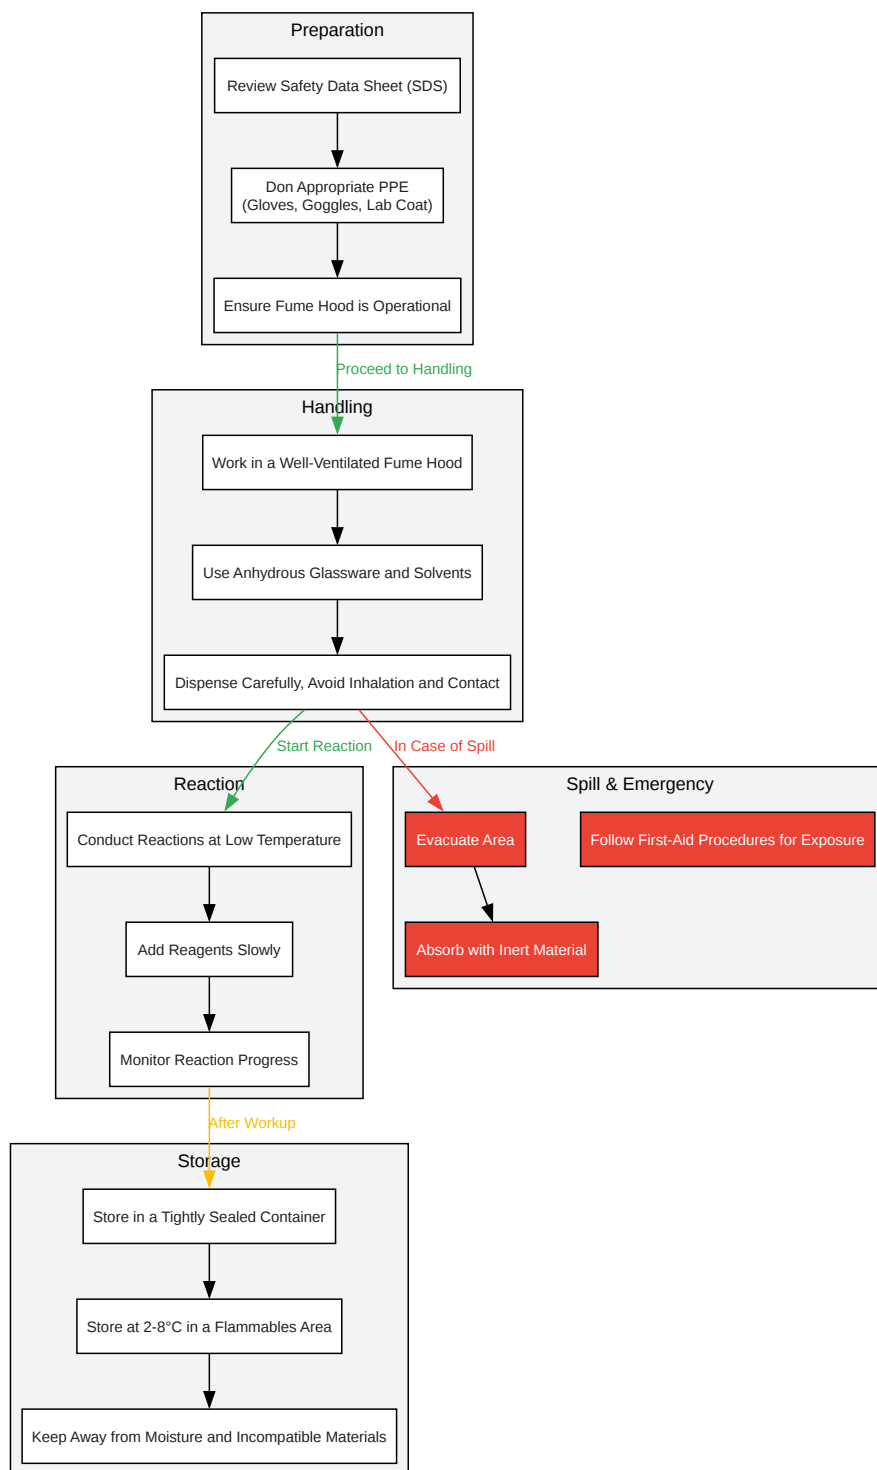 Preparation
Review Safety Data Sheet (SDS)
Don Appropriate PPE
(Gloves, Goggles, Lab Coat)
Ensure Fume Hood is Operational
Proceed to Handling
Handling
Work in a Well-Ventilated Fume Hood
Use Anhydrous Glassware and Solvents
Dispense Carefully, Avoid Inhalation and Contact
Start Reaction
In Case of Spill
Reaction
Conduct Reactions at Low Temperature
Add Reagents Slowly
Monitor Reaction Progress
Spill & Emergency
Evacuate Area
Follow First-Aid Procedures for Exposure
Absorb with Inert Material
After Workup
Storage
Store in a Tightly Sealed Container
Store at 2-8°C in a Flammables Area
Keep Away from Moisture and Incompatible Materials